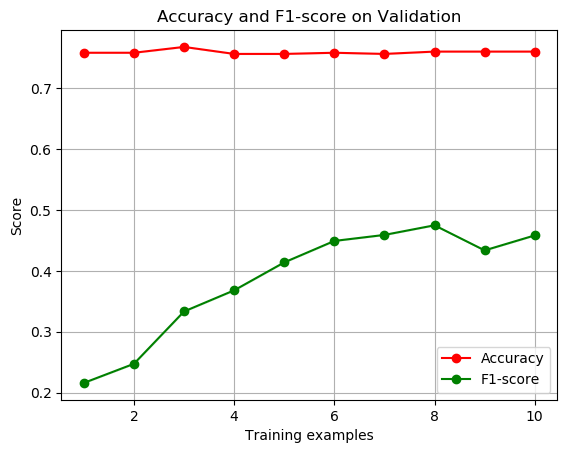 Accuracy and F1-score on Validation
Score
0.7
0.6
0.5
0.4
0.3
0.2
Accuracy
F1-score
2 4 6 8 10
Training examples